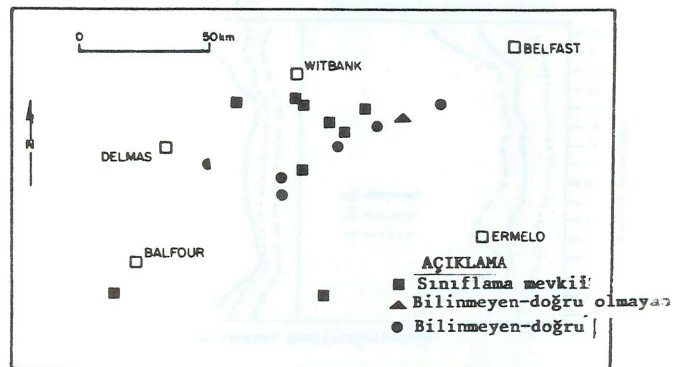 0 50km
BELFAST
WITBANK
N
DELMAS
ERMELO
BALFOUR
AÇIKLAMA
Sınıflama mevkii
Bilinmeyen-doğru olmayan
Bilinmeyen-doğru